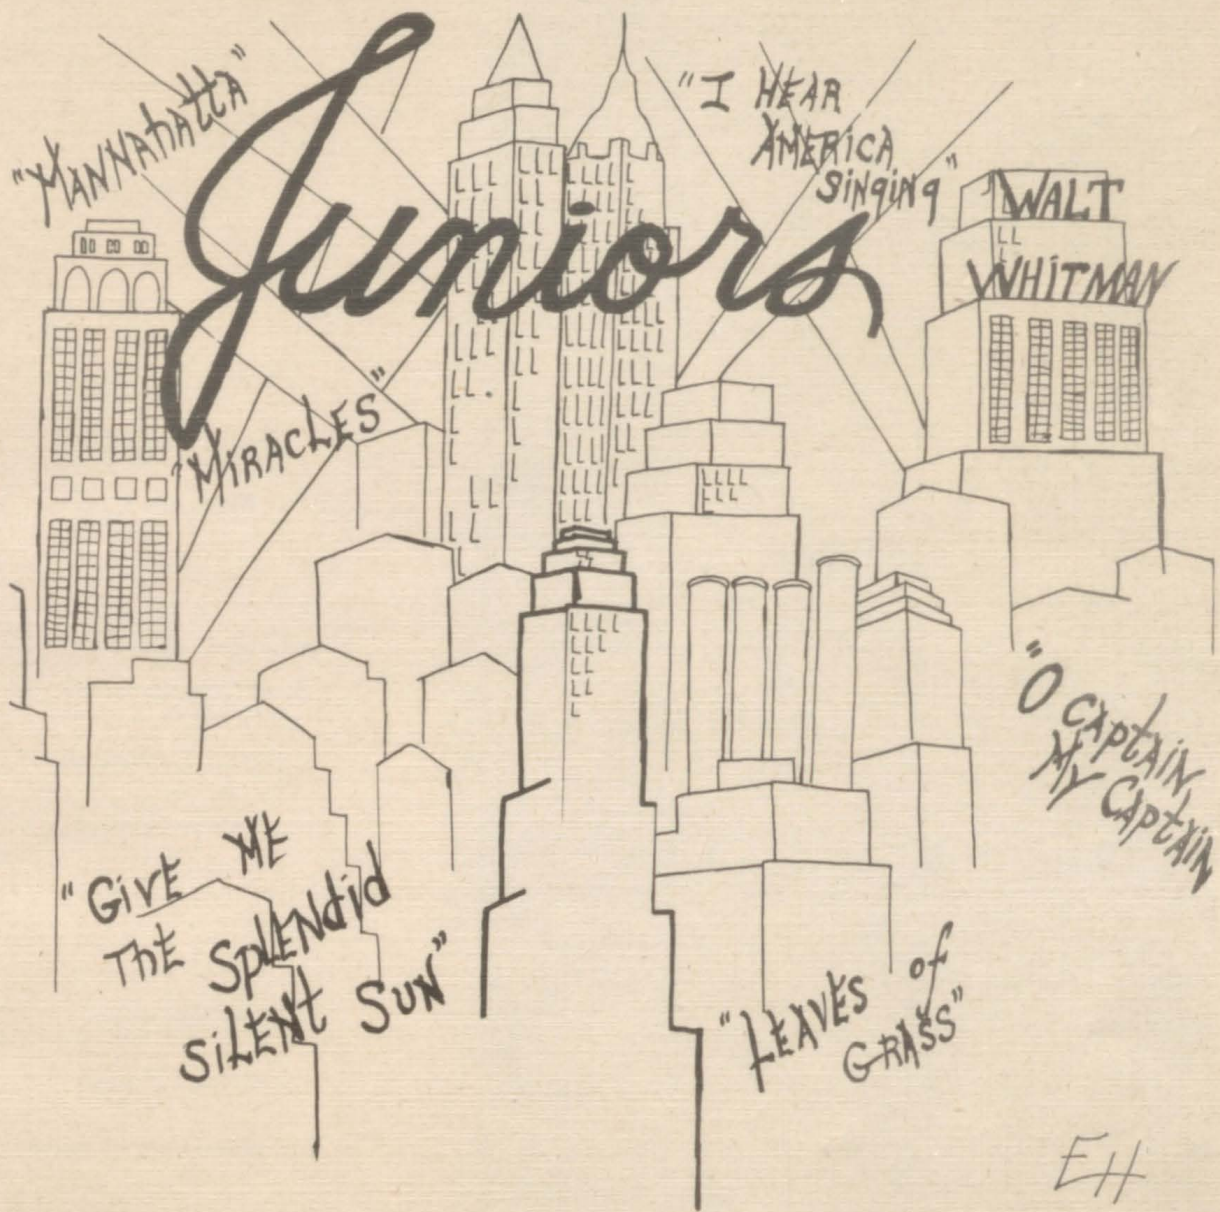 "MANNAhAttA"
Juniors
"I HEAR
AMERICA
SinginG"
WALT
WHITMAN
"MIRACLES"
"O CAPtAiN
MY CAPtAiN
"GiVE ME
ThE SPLENdid
SiLENt SuN"
"LEAVES of
GRASS"
EH